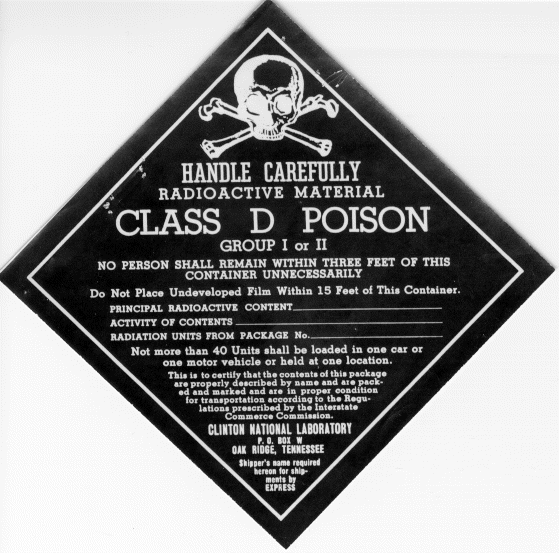 HANDLE CAREFULLY
RADIOACTIVE MATERIAL
CLASS D POISON
GROUP I or II
NO PERSON SHALL REMAIN WITHIN THREE FEET OF THIS
CONTAINER UNNECESSARILY
Do Not Place Undeveloped Film Within 15 Feet of This Container.
PRINCIPAL RADIOACTIVE CONTENT
ACTIVITY OF CONTENTS
RADIATION UNITS FROM PACKAGE No.
Not more than 40 Units shall be loaded in one car or
one motor vehicle or held at one location.
This is to certify that the contents of this package
are properly described by name and are pack-
ed and marked and are in proper condition
for transportation according to the Regu-
lations prescribed by the Interstate
Commerce Commission.
CLINTON NATIONAL LABORATORY
P. O. BOX W
OAK RIDGE, TENNESSEE
Shipper's name required
hereon for ship-
ments by
EXPRESS